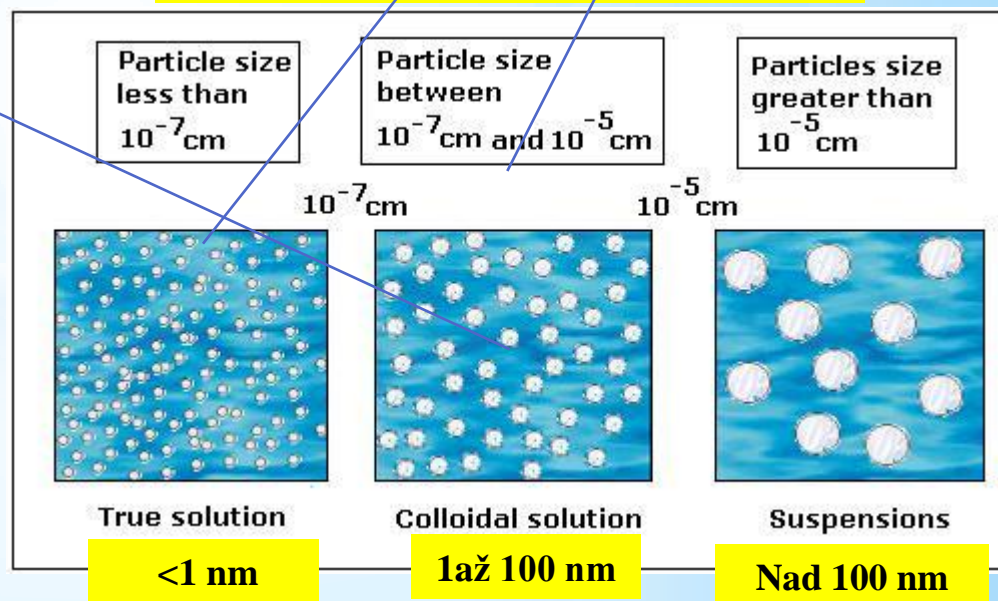 Particle size
less than
10⁻⁷cm
Particle size
between
10⁻⁷cm and 10⁻⁵cm
Particles size
greater than
10⁻⁵cm
10⁻⁷cm
10⁻⁵cm
True solution
Colloidal solution
Suspensions
<1 nm
1až 100 nm
Nad 100 nm